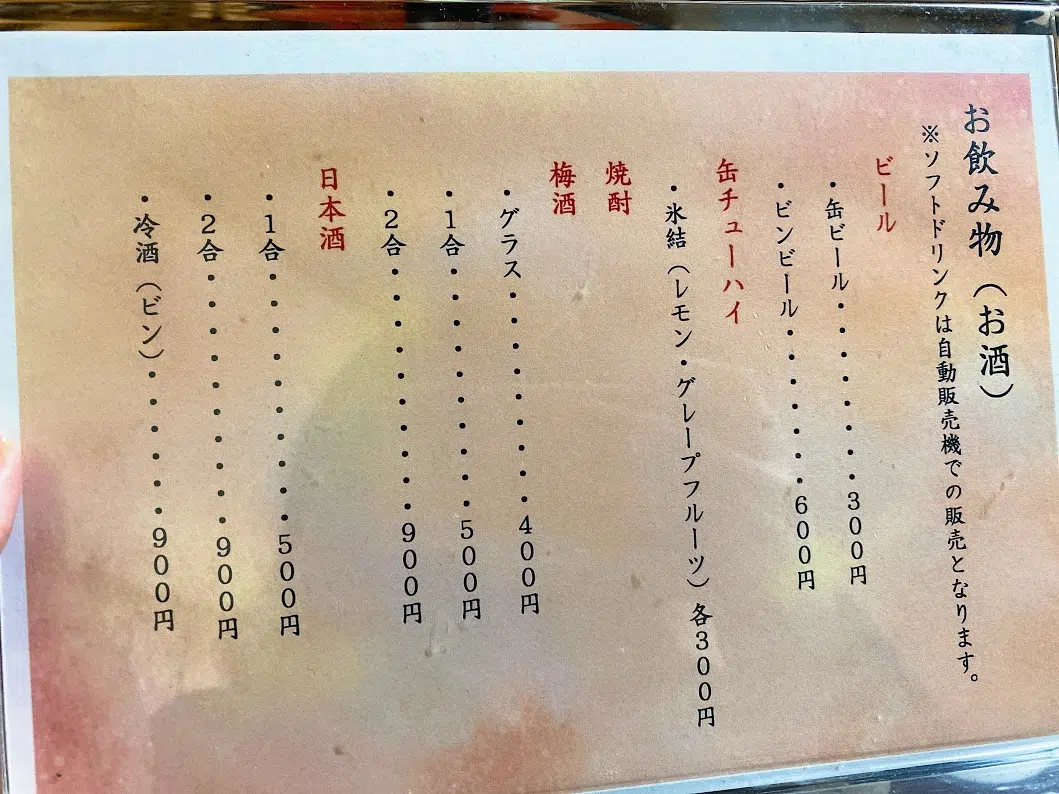 お飲み物(お酒)
※ソフトドリンクは自動販売機での販売となります。
ビール
・缶ビール・・・・・・・・300円
・ビンビール・・・・・・・600円
缶チューハイ
・氷結(レモン・グレープフルーツ)各300円
焼酎
梅酒
・グラス・・・・・・・・・400円
・1合・・・・・・・・・・500円
・2合・・・・・・・・・・900円
日本酒
・1合・・・・・・・・・・500円
・2合・・・・・・・・・・900円
・冷酒(ビン)・・・・・・900円